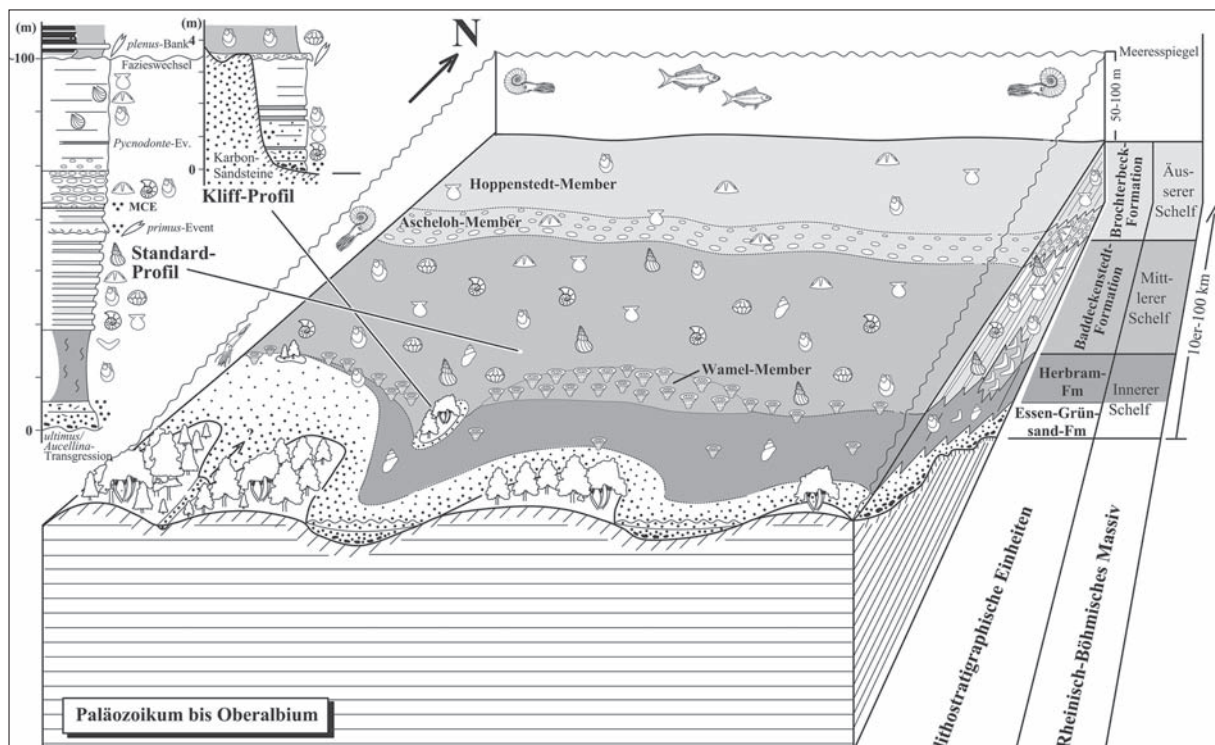 (m)
100
0
plenus-Bank
Fazieswechsel
Pycnodonte-Ev.
MCE
primus-Event
ultimus/
Aucellina-
Transgression
(m)
4
0
Karbon-
Sandsteine
Kliff-Profil
Standard-
Profil
N
Meeresspiegel
50-100 m
Hoppenstedt-Member
Ascheloh-Member
Wamel-Member
?
Brochterbeck-
Formation
Äus-
serer
Schelf
Baddeckenstedt-
Formation
Mitt-
lerer
Schelf
Herbram-
Fm
Innerer
Schelf
Essen-Grün-
sand-Fm
10er-100 km
lithostratigraphische Einheiten
Rheinisch-Böhmisches Massiv
Paläozoikum bis Oberalbium